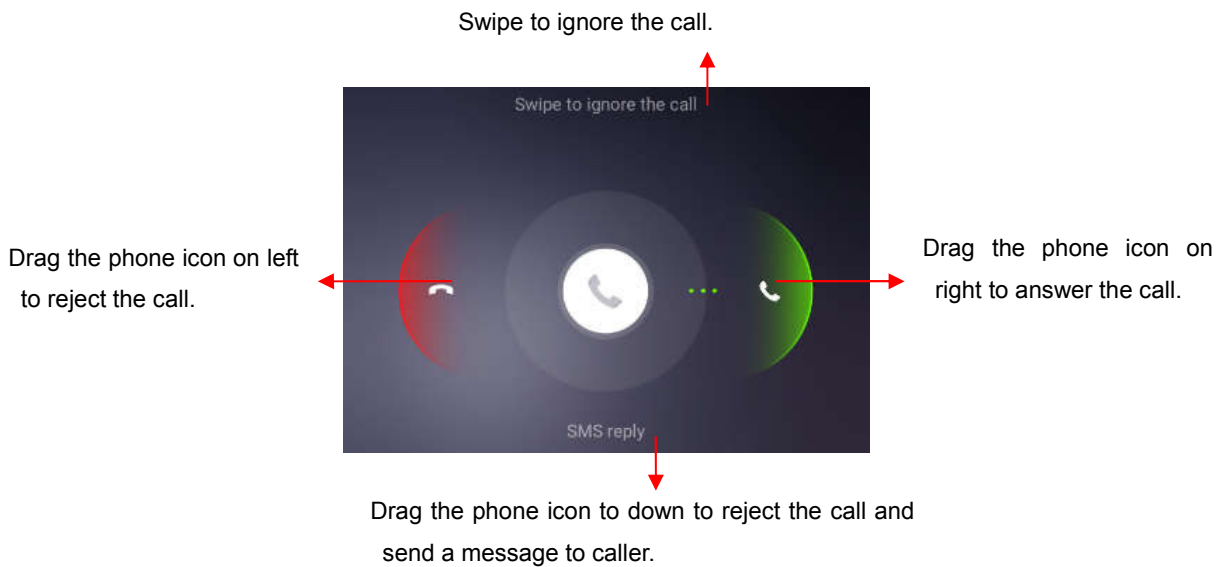 Swipe to ignore the call.
Swipe to ignore the call
Drag the phone icon on left
to reject the call.
Drag the phone icon on
right to answer the call.
SMS reply
Drag the phone icon to down to reject the call and
send a message to caller.